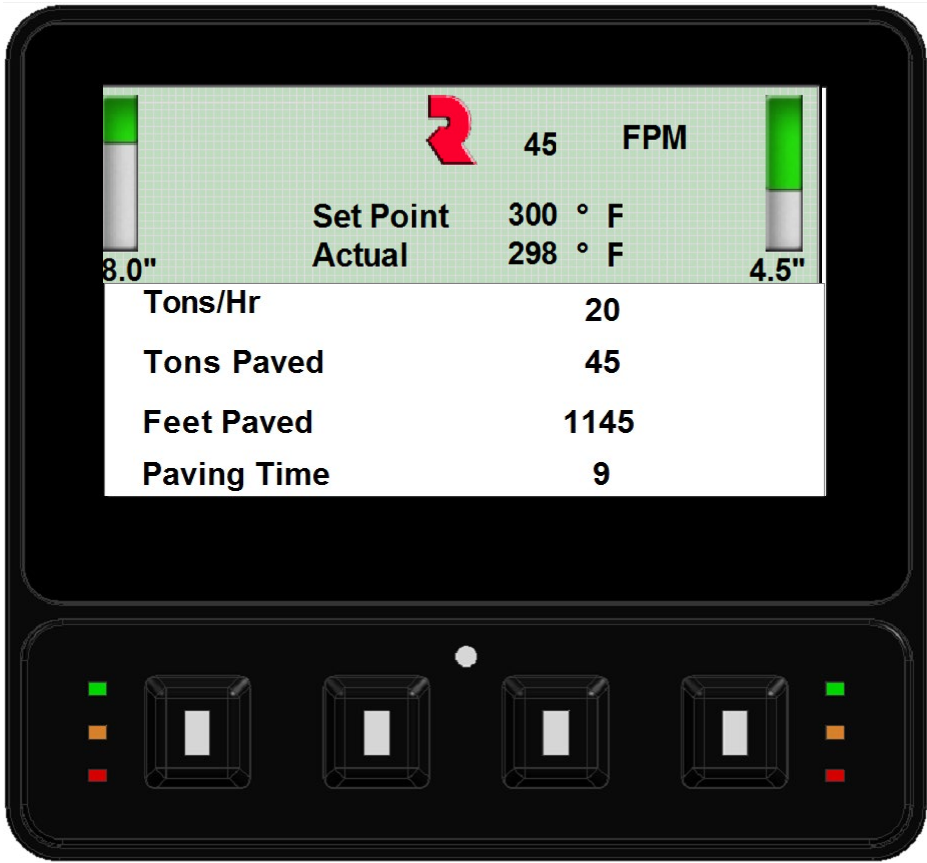 45 FPM
Set Point 300 ° F
Actual 298 ° F
8.0" 4.5"
Tons/Hr 20
Tons Paved 45
Feet Paved 1145
Paving Time 9